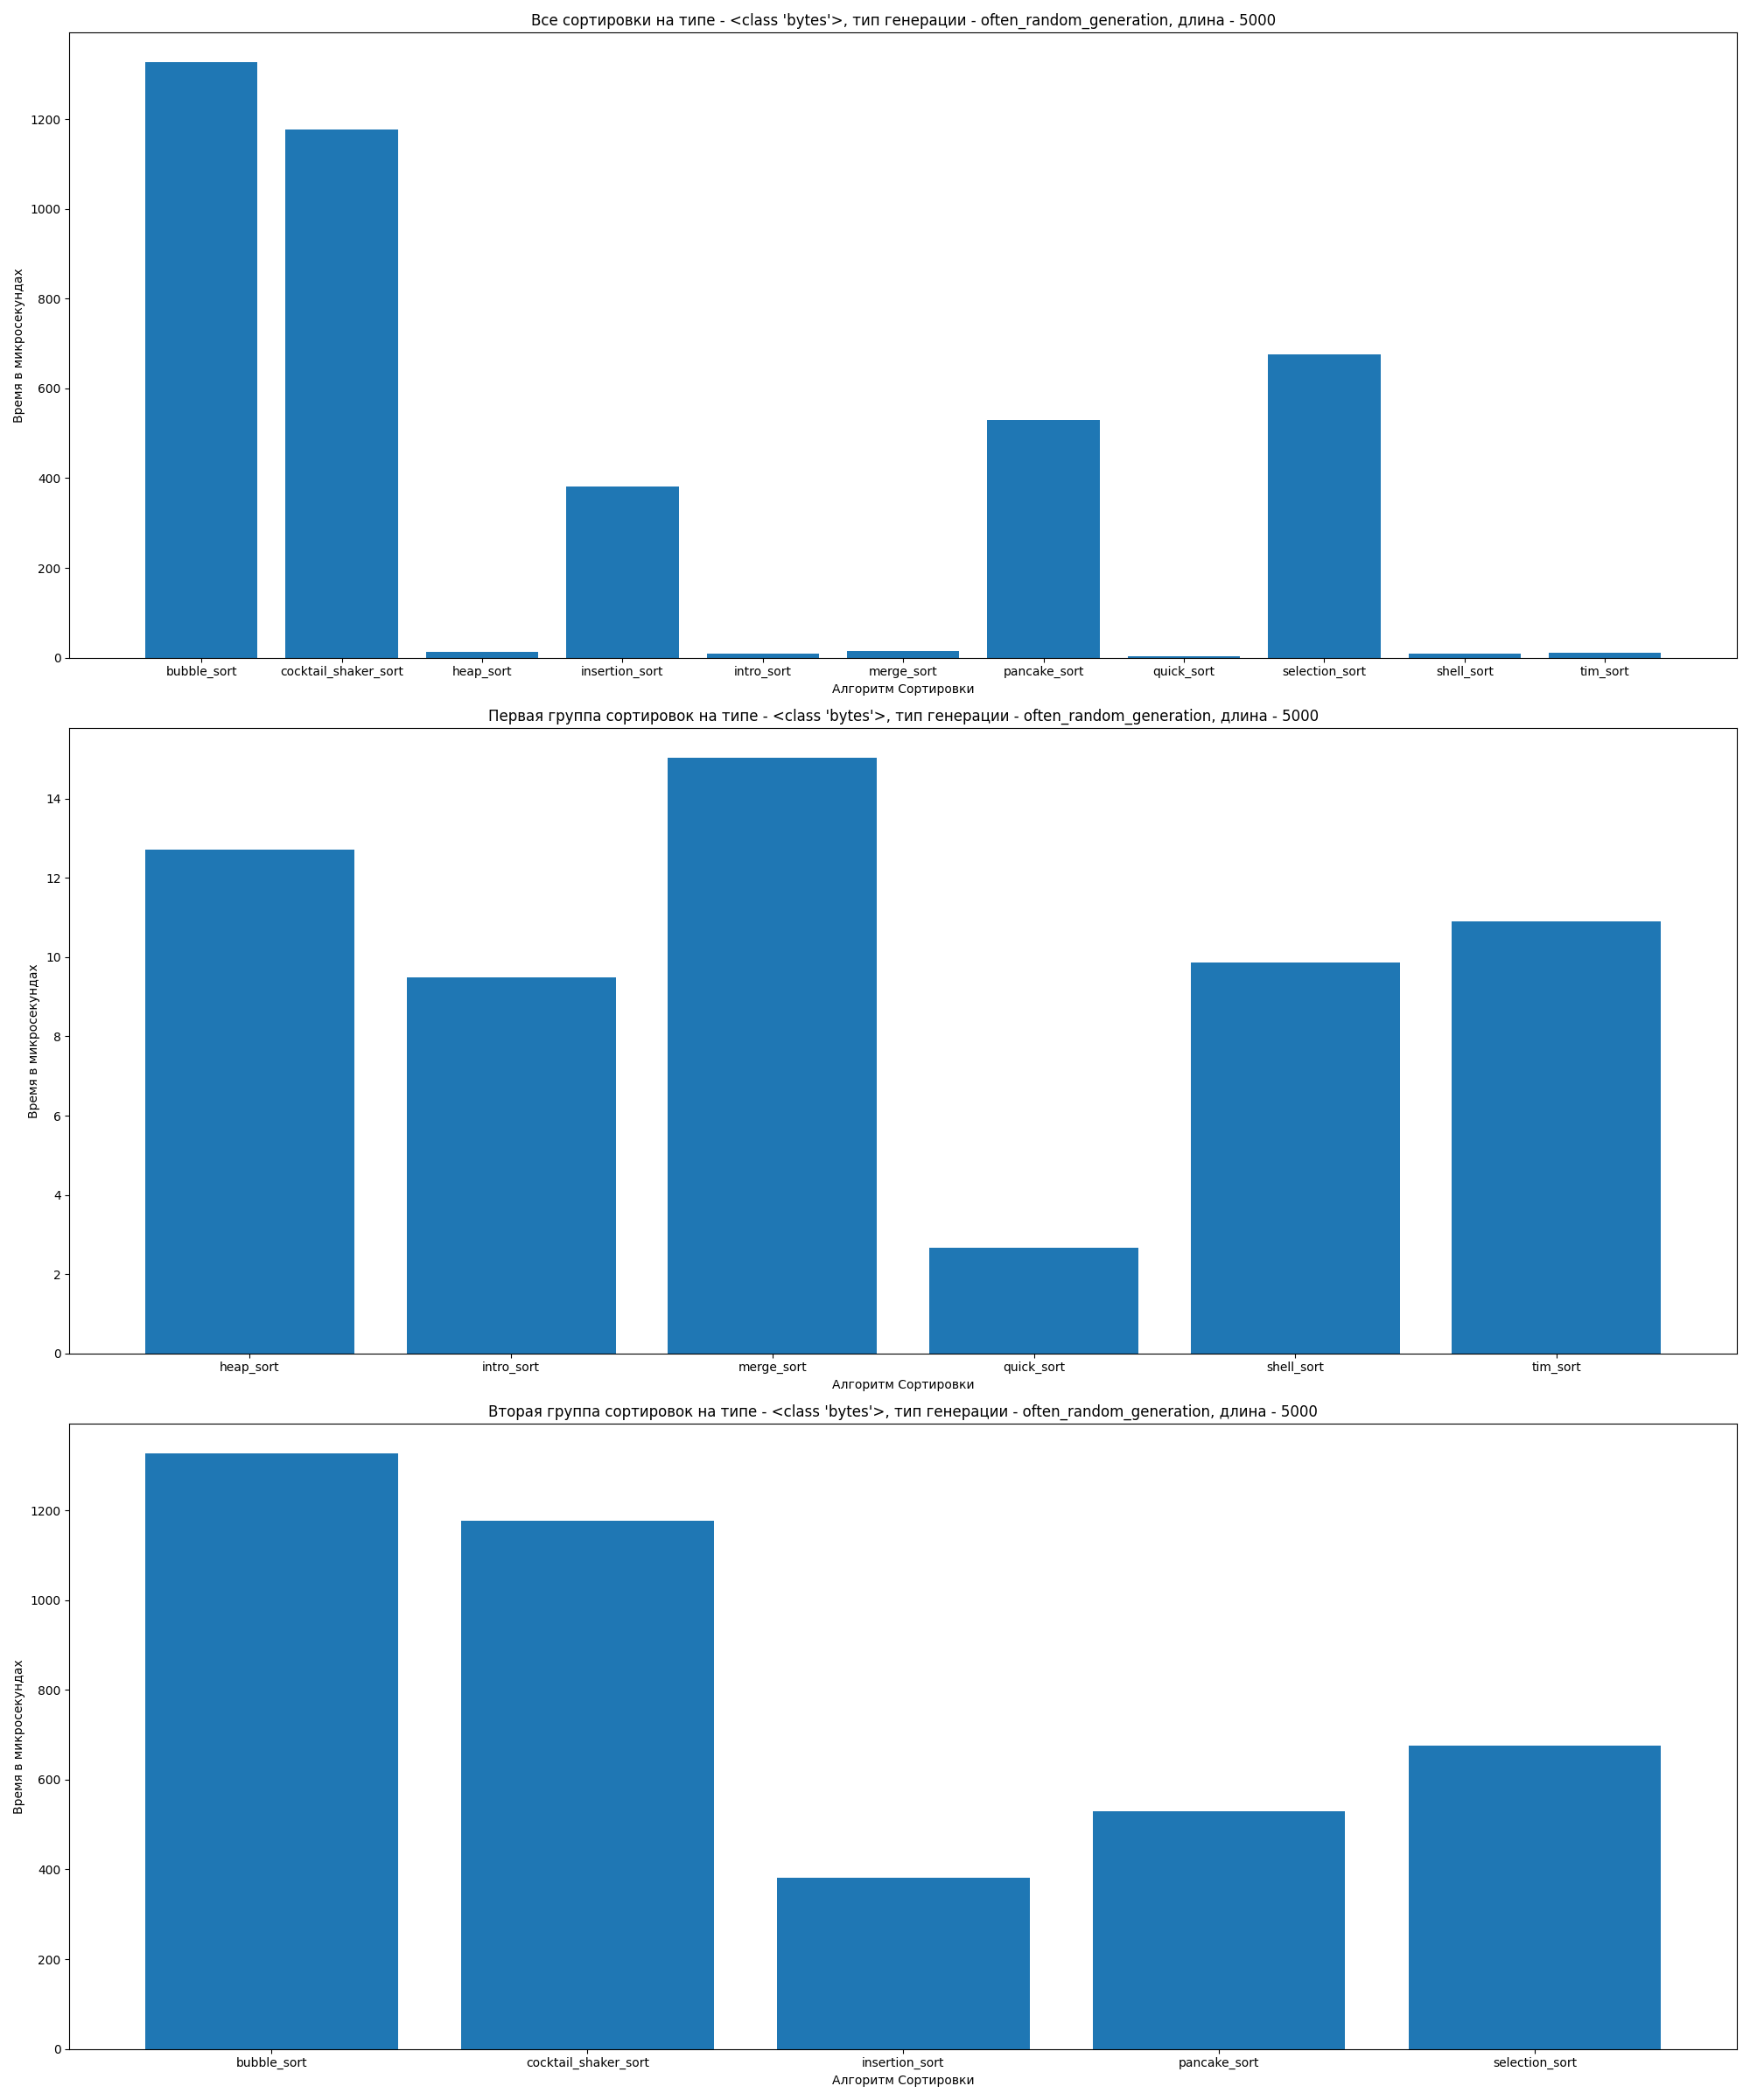 Все сортировки на типе - <class 'bytes'>, тип генерации - often_random_generation, длина - 5000
Время в микросекундах
1200
1000
800
600
400
200
0
bubble_sort cocktail_shaker_sort heap_sort insertion_sort intro_sort merge_sort pancake_sort quick_sort selection_sort shell_sort tim_sort
Алгоритм Сортировки
Первая группа сортировок на типе - <class 'bytes'>, тип генерации - often_random_generation, длина - 5000
Время в микросекундах
14
12
10
8
6
4
2
0
heap_sort intro_sort merge_sort quick_sort shell_sort tim_sort
Алгоритм Сортировки
Вторая группа сортировок на типе - <class 'bytes'>, тип генерации - often_random_generation, длина - 5000
Время в микросекундах
1200
1000
800
600
400
200
0
bubble_sort cocktail_shaker_sort insertion_sort pancake_sort selection_sort
Алгоритм Сортировки